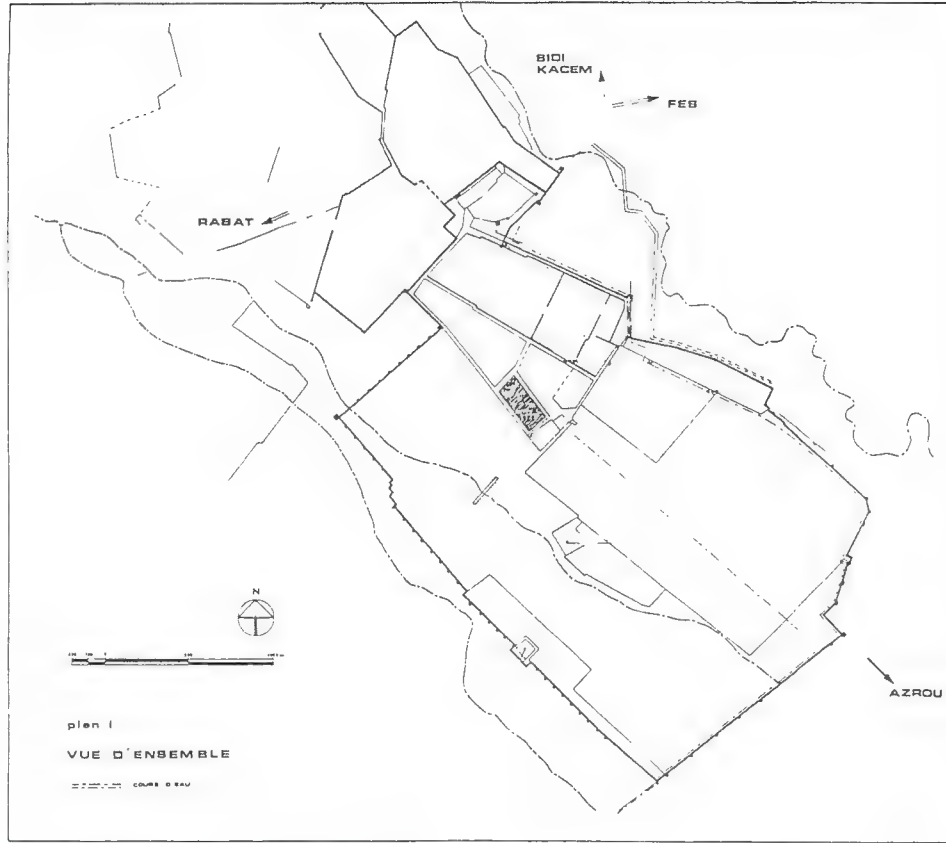 SIDI
KACEM
FES
RABAT
N
AZROU
plan I
VUE D'ENSEMBLE
COURS D'EAU